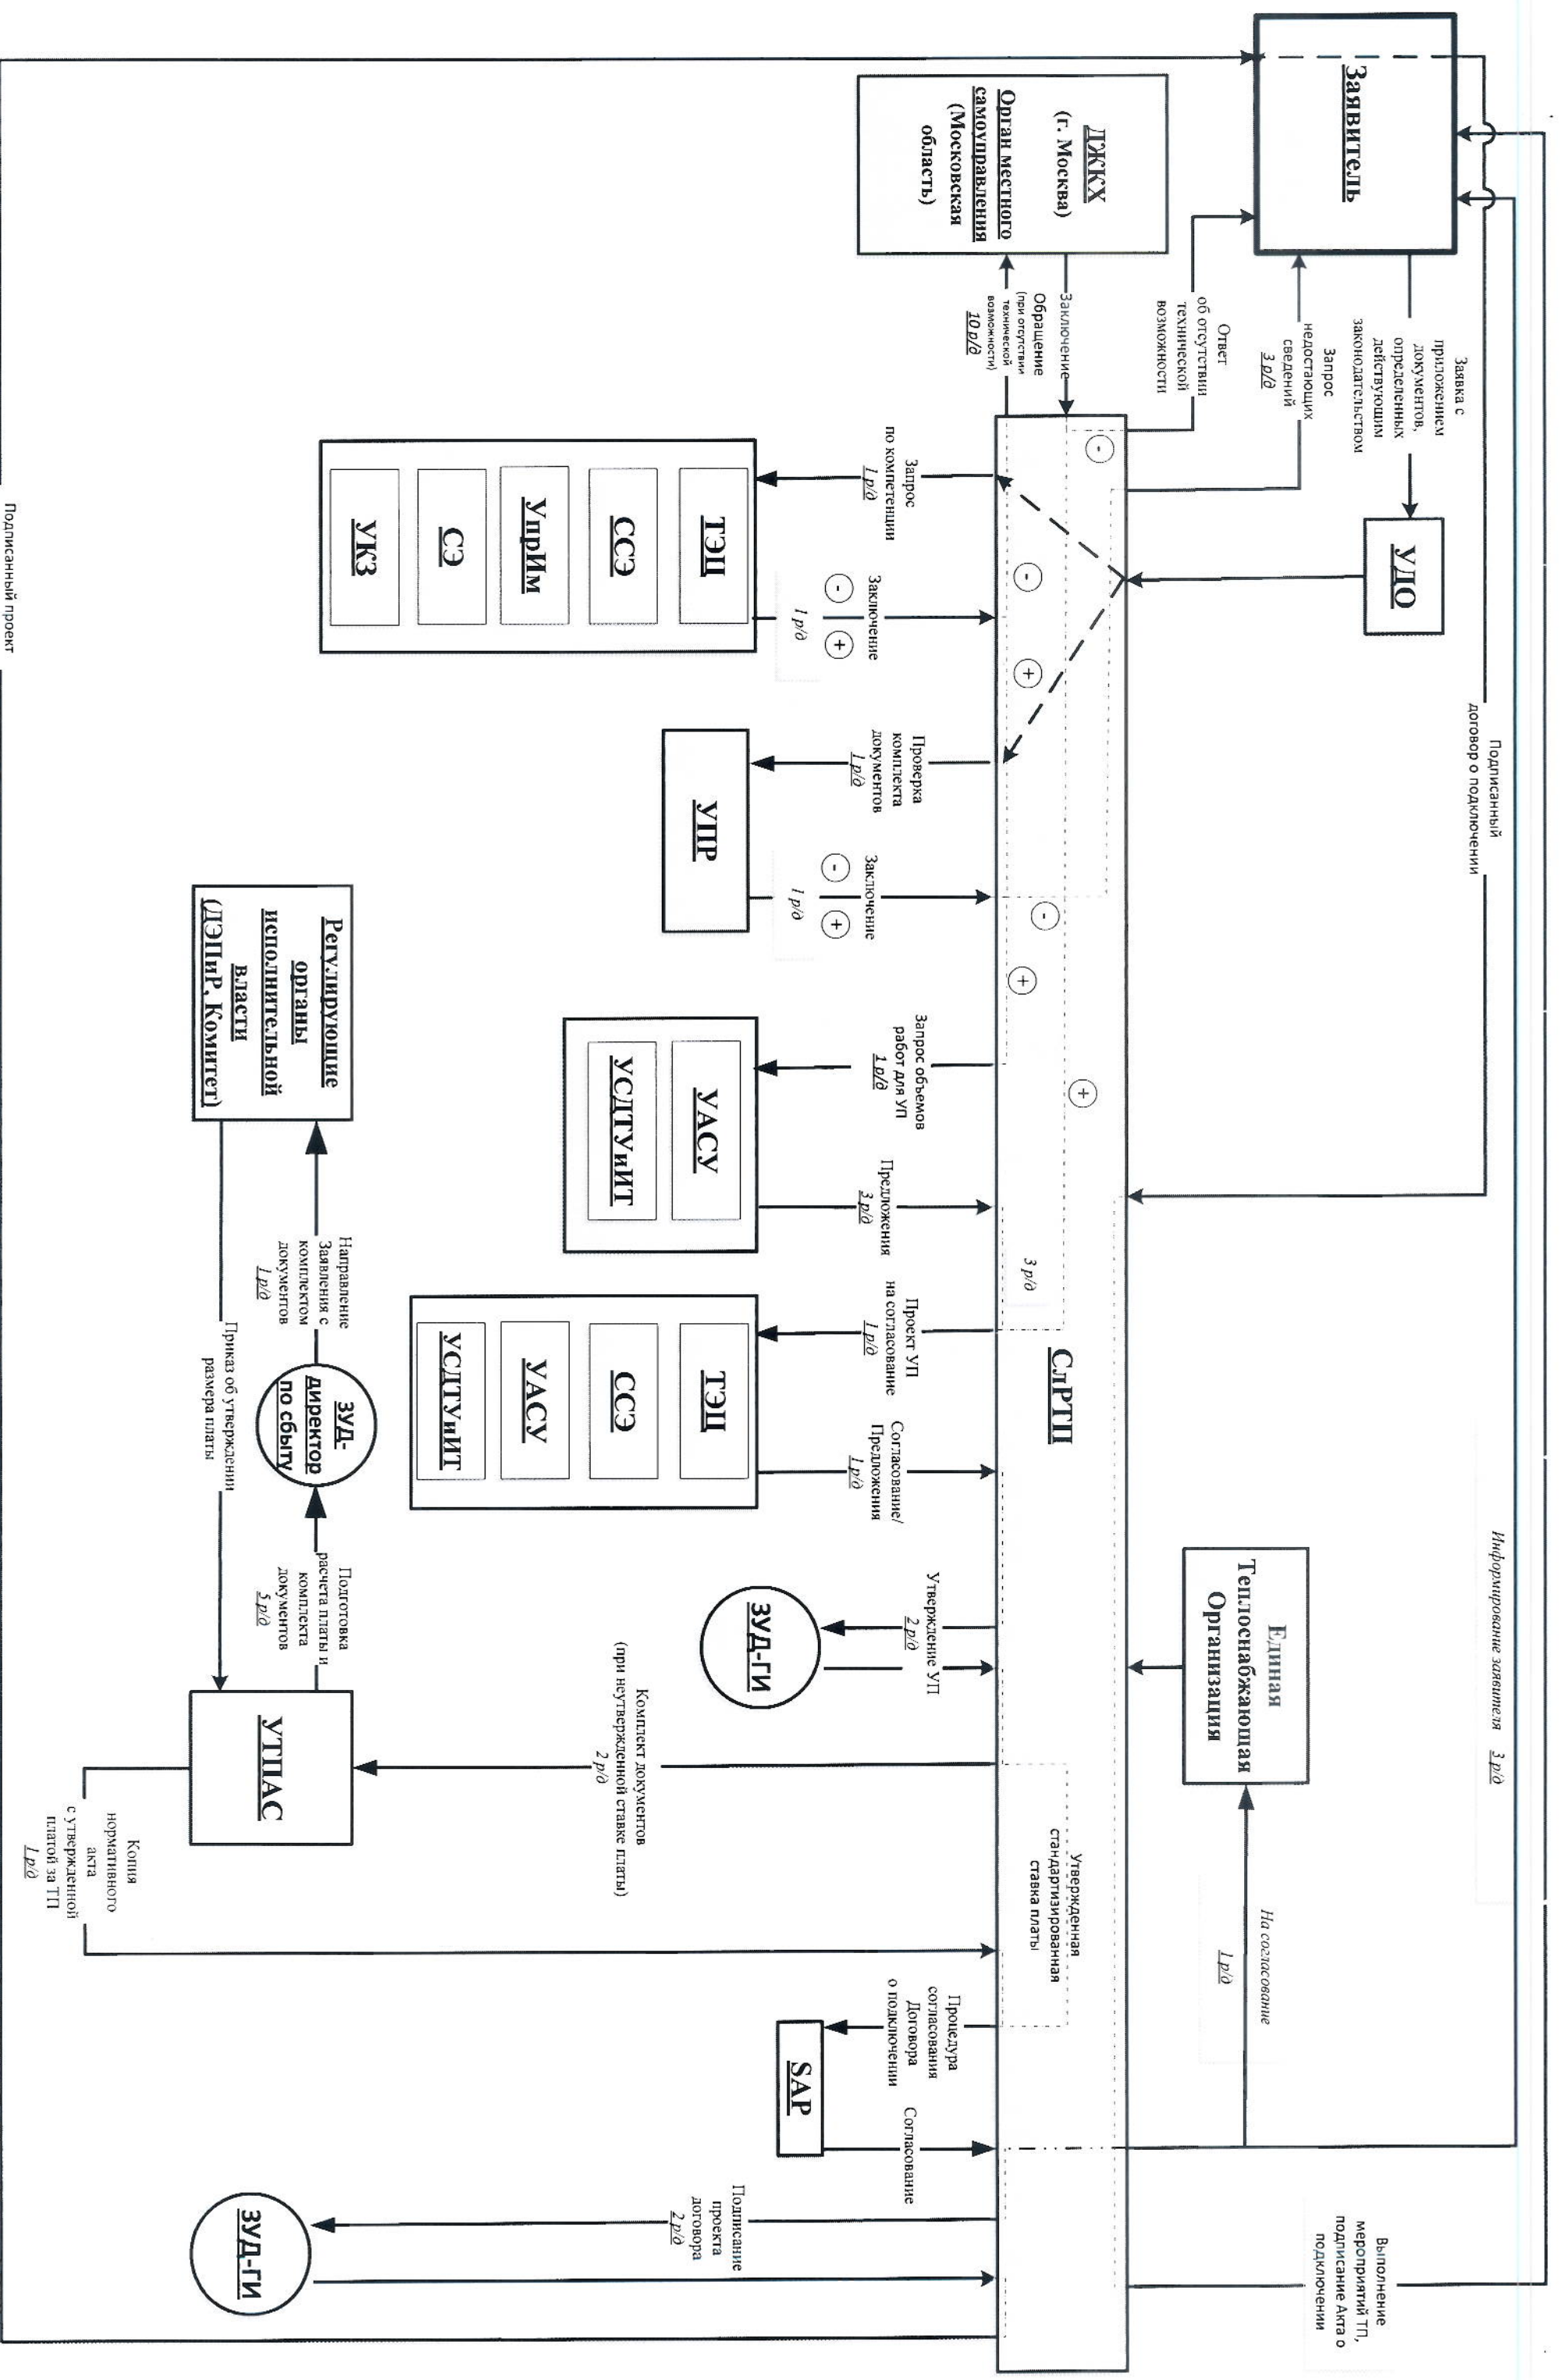 Заявитель
Заявка с
приложением
документов,
определенных
действующим
законодательством
УДО
Подписанный
договор о подключении
Информирование заявителя 3 р/д
Выполнение
мероприятий ТП,
подписание Акта о
подключении
Запрос
недостающих
сведений
3 р/д
Ответ
об отсутствии
технической
возможности
Единая
Теплоснабжающая
Организация
На согласование
1 р/д
ДЖКХ
(г. Москва)
Орган местного
самоуправления
(Московская
область)
Заключение
Обращение
(при отсутствии
технической
возможности)
10 р/д
СлРТП
-
-
+
-
+
+
3 р/д
Утвержденная
стандартизированная
ставка платы
Запрос
по компетенции
1 р/д
Заключение
- +
1 р/д
ТЭЦ
ССЭ
УпрИм
СЭ
УКЗ
Проверка
комплекта
документов
1 р/д
Заключение
- +
1 р/д
УПР
Запрос объемов
работ для УП
1 р/д
Предложения
3 р/д
УАСУ
УСДТУиИТ
Проект УП
на согласование
1 р/д
Согласование/
Предложения
1 р/д
ТЭЦ
ССЭ
УАСУ
УСДТУиИТ
Утверждение УП
2 р/д
ЗУД-ГИ
Комплект документов
(при неутвержденной ставке платы)
2 р/д
Процедура
согласования
Договора
о подключении
Согласование
SAP
Подписание
проекта
договора
2 р/д
ЗУД-ГИ
Регулирующие
органы
исполнительной
власти
(ДЭПиР, Комитет)
Направление
Заявления с
комплектом
документов
1 р/д
ЗУД-
директор
по сбыту
Подготовка
расчета платы и
комплекта
документов
5 р/д
Приказ об утверждении
размера платы
УТПАС
Копия
нормативного
акта
с утвержденной
платой за ТП
1 р/д
Подписанный проект